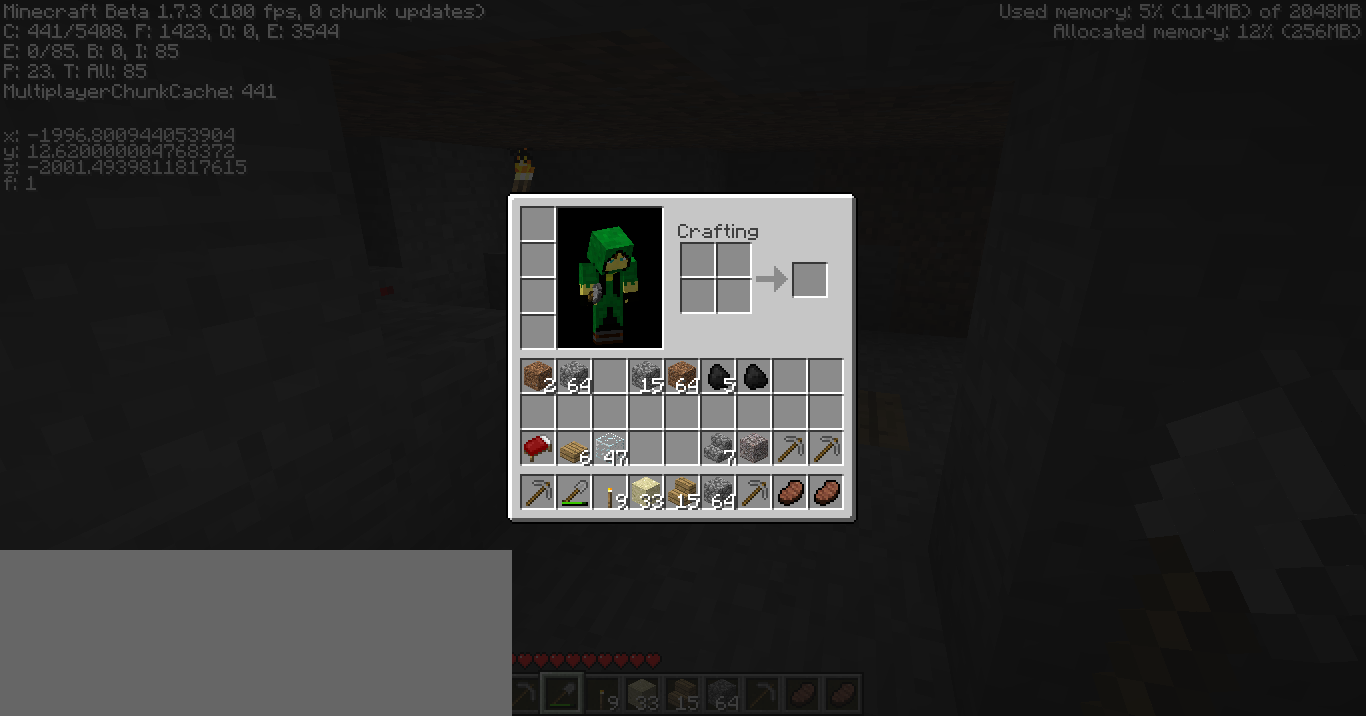 Minecraft Beta 1.7.3 (100 fps, 0 chunk updates)
C: 441/5408. F: 1423, O: 0, E: 3544
E: 0/85. B: 0, I: 85
P: 23. T: All: 85
MultiplayerChunkCache: 441
x: -1996.800944053904
y: 12.620000004768372
z: -2001.4939811817615
f: 1
Used memory: 5% (114MB) of 2048MB
Allocated memory: 12% (256MB)
Crafting
2 64 15 64 5
6 47 7
9 33 15 64
9 33 15 64